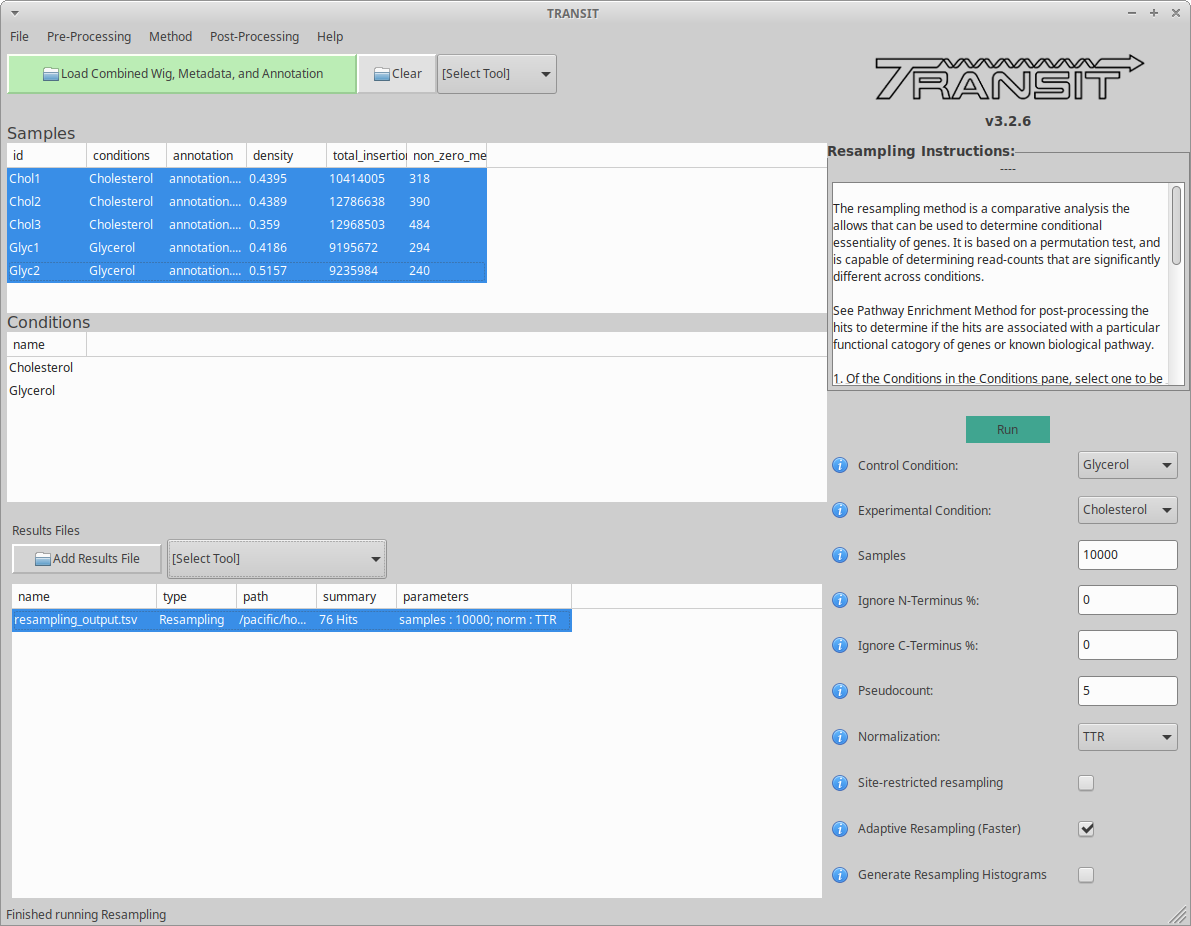 TRANSIT
File Pre-Processing Method Post-Processing Help
Load Combined Wig, Metadata, and Annotation Clear [Select Tool]
TRANSIT
v3.2.6
Samples
id conditions annotation density total_insertion non_zero_me
Chol1 Cholesterol annotation.... 0.4395 10414005 318
Chol2 Cholesterol annotation.... 0.4389 12786638 390
Chol3 Cholesterol annotation.... 0.359 12968503 484
Glyc1 Glycerol annotation.... 0.4186 9195672 294
Glyc2 Glycerol annotation.... 0.5157 9235984 240
Conditions
name
Cholesterol
Glycerol
Results Files
Add Results File [Select Tool]
name type path summary parameters
resampling_output.tsv Resampling /pacific/ho... 76 Hits samples : 10000; norm : TTR
Resampling Instructions:
----
The resampling method is a comparative analysis the
allows that can be used to determine conditional
essentiality of genes. It is based on a permutation test, and
is capable of determining read-counts that are significantly
different across conditions.
See Pathway Enrichment Method for post-processing the
hits to determine if the hits are associated with a particular
functional catogory of genes or known biological pathway.
1. Of the Conditions in the Conditions pane, select one to be
Run
Control Condition: Glycerol
Experimental Condition: Cholesterol
Samples 10000
Ignore N-Terminus %: 0
Ignore C-Terminus %: 0
Pseudocount: 5
Normalization: TTR
Site-restricted resampling
Adaptive Resampling (Faster)
Generate Resampling Histograms
Finished running Resampling